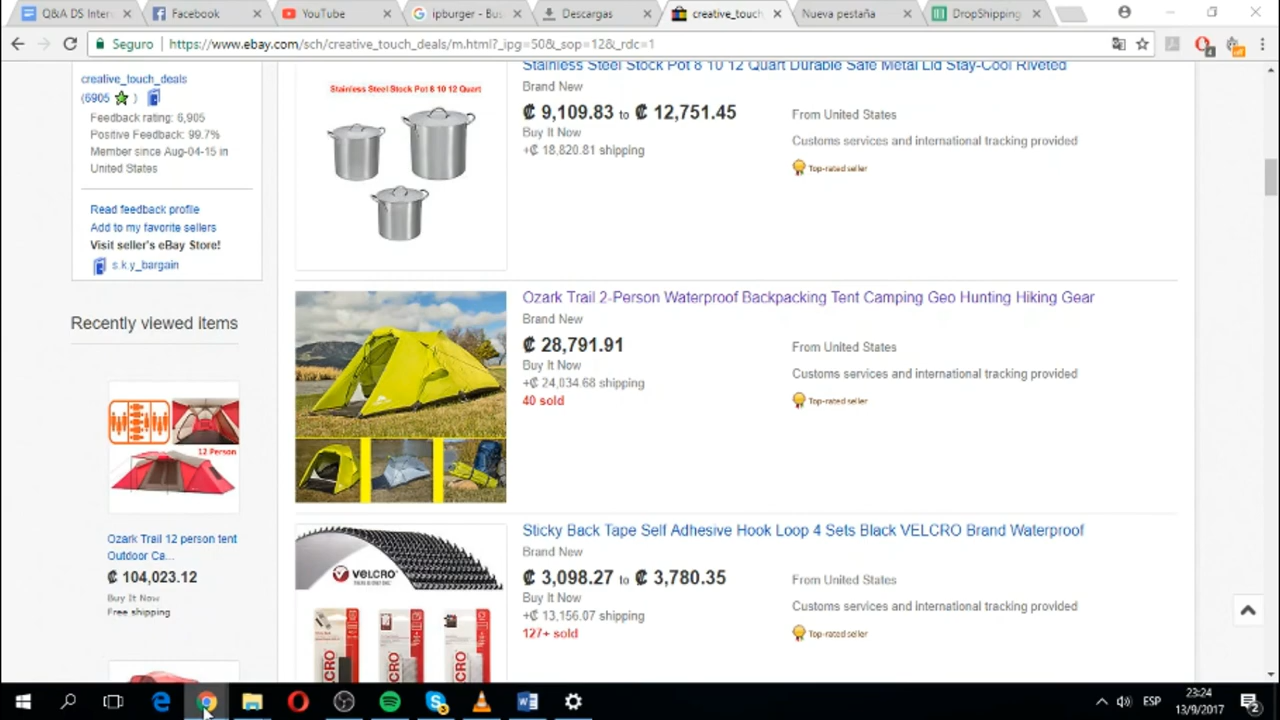 Q&A DS Inter
Facebook
YouTube
ipburger - Bus
Descargas
creative_touch
Nueva pestaña
DropShipping
Seguro
https://www.ebay.com/sch/creative_touch_deals/m.html?_ipg=50&_sop=12&_rdc=1
creative_touch_deals
(6905 )
Feedback rating: 6,905
Positive Feedback: 99.7%
Member since Aug-04-15 in
United States
Read feedback profile
Add to my favorite sellers
Visit seller's eBay Store!
s.k.y_bargain
Recently viewed items
12 Person
Ozark Trail 12 person tent
Outdoor Ca...
₡ 104,023.12
Buy It Now
Free shipping
Stainless Steel Stock Pot 6 10 12 Quart
Stainless Steel Stock Pot 8 10 12 Quart Durable Safe Metal Lid Stay-Cool Riveted
Brand New
₡ 9,109.83 to ₡ 12,751.45
Buy It Now
+₡ 18,820.81 shipping
From United States
Customs services and international tracking provided
Top-rated seller
Ozark Trail 2-Person Waterproof Backpacking Tent Camping Geo Hunting Hiking Gear
Brand New
₡ 28,791.91
Buy It Now
+₡ 24,034.68 shipping
40 sold
From United States
Customs services and international tracking provided
Top-rated seller
VELCRO
Sticky Back Tape Self Adhesive Hook Loop 4 Sets Black VELCRO Brand Waterproof
Brand New
₡ 3,098.27 to ₡ 3,780.35
Buy It Now
+₡ 13,156.07 shipping
127+ sold
From United States
Customs services and international tracking provided
Top-rated seller
ESP
23:24
13/9/2017